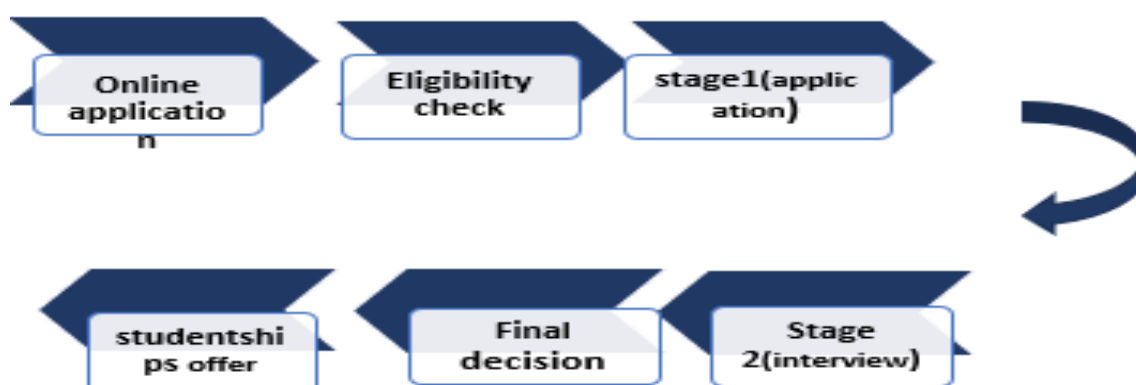 Online
applicatio
n
Eligibility
check
stage1(applic
ation)
Stage
2(interview)
Final
decision
studentshi
ps offer